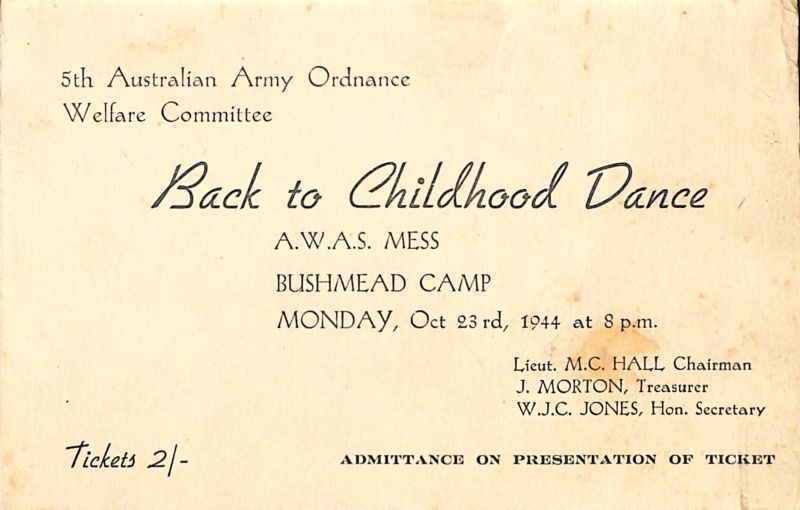 5th Australian Army Ordnance
Welfare Committee
Back to Childhood Dance
A.W.A.S. MESS
BUSHMEAD CAMP
MONDAY, Oct 23rd, 1944 at 8 p.m.
Lieut. M.C. HALL Chairman
J. MORTON, Treasurer
W.J.C. JONES, Hon. Secretary
Tickets 2/-
ADMITTANCE ON PRESENTATION OF TICKET